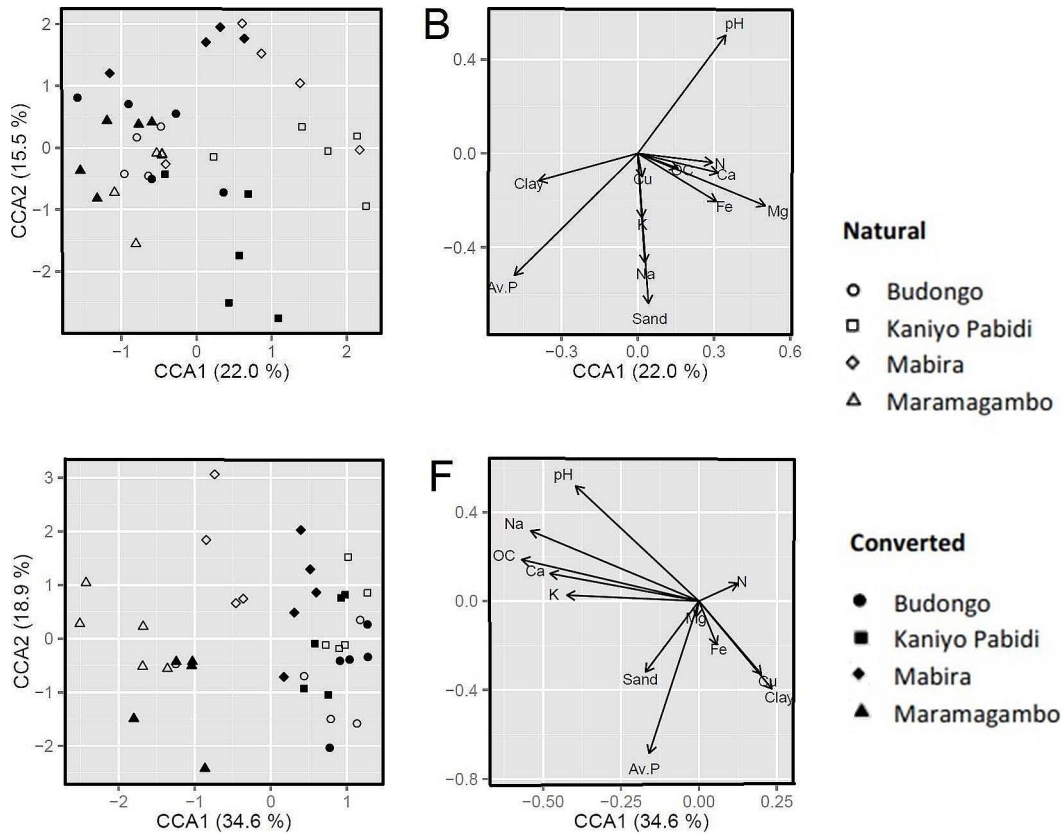 2
1
0
−1
−2
CCA2 (15.5 %)
−1
0
1
2
CCA1 (22.0 %)
B
0.4
0.0
−0.4
pH
N
OC
Ca
Cu
Fe
Mg
Clay
K
Na
Av.P
Sand
−0.3
0.0
0.3
0.6
CCA1 (22.0 %)
Natural
Budongo
Kaniyo Pabidi
Mabira
Maramagambo
3
2
1
0
−1
−2
CCA2 (18.9 %)
−2
−1
0
1
CCA1 (34.6 %)
F
0.4
0.0
−0.4
−0.8
pH
Na
OC
Ca
K
N
Mg
Fe
Sand
Cu
Clay
Av.P
−0.50
−0.25
0.00
0.25
CCA1 (34.6 %)
Converted
Budongo
Kaniyo Pabidi
Mabira
Maramagambo